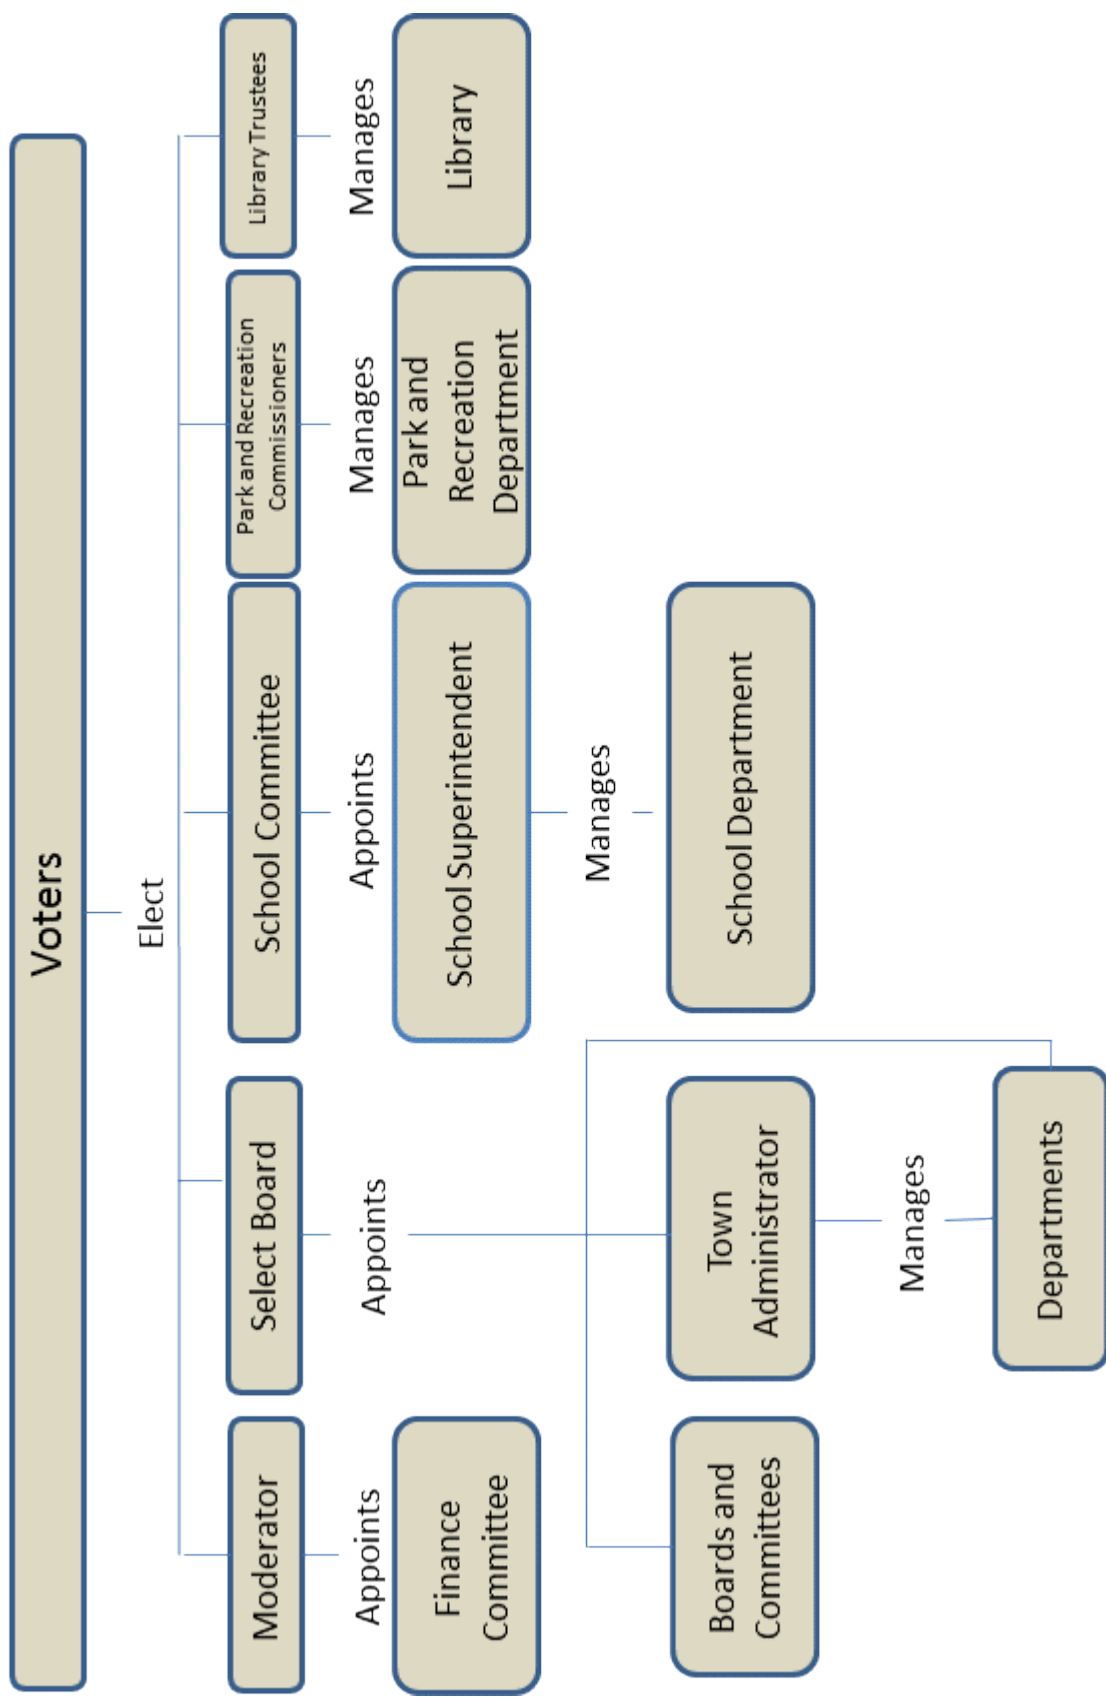 Voters
Elect
Moderator
Select Board
School Committee
Park and Recreation
Commissioners
Library Trustees
Appoints
Appoints
Appoints
Manages
Manages
Finance
Committee
School Superintendent
Park and
Recreation
Department
Library
Manages
Boards and
Committees
Town
Administrator
School Department
Manages
Departments